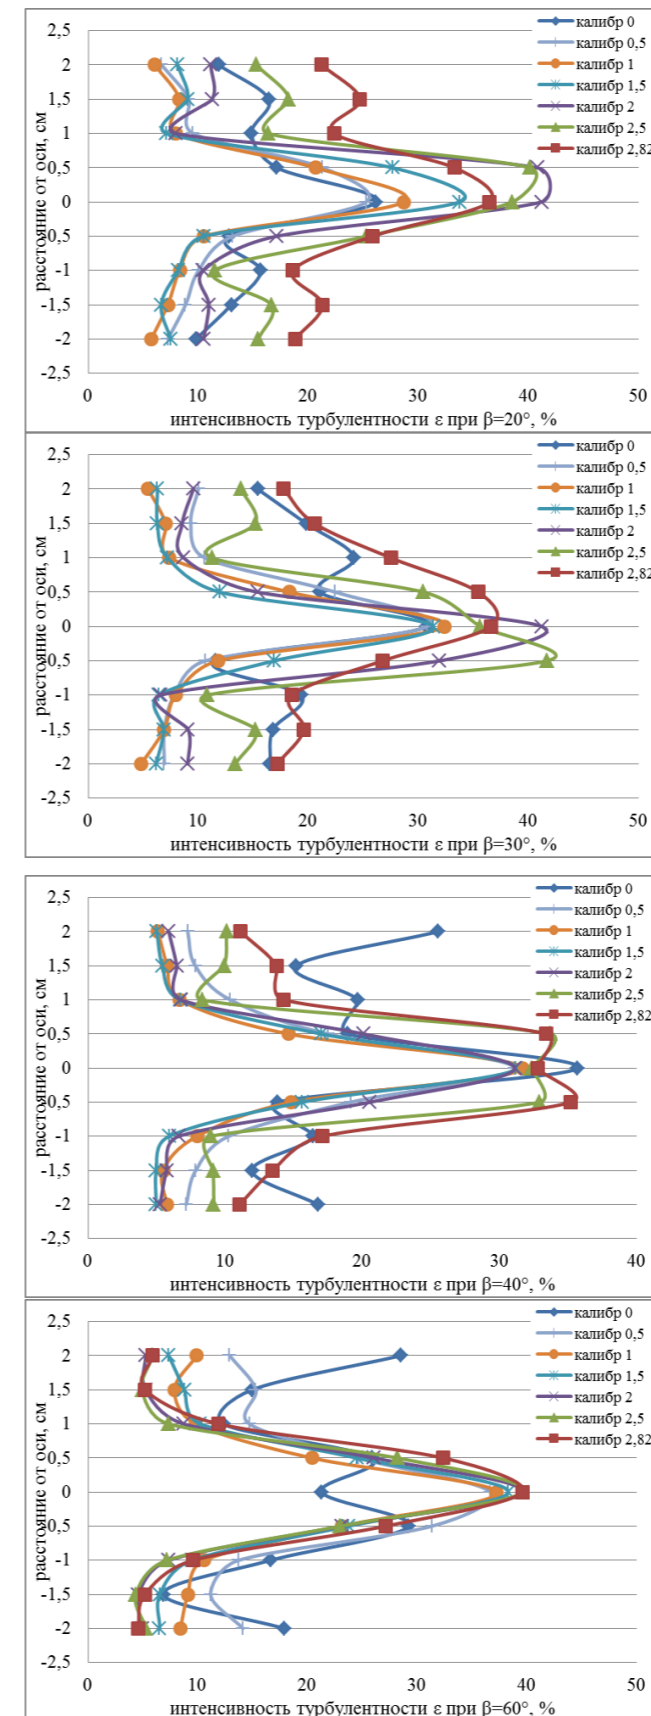 2,5
2
1,5
1
0,5
0
-0,5
-1
-1,5
-2
-2,5
расстояние от оси, см
калибр 0
калибр 0,5
калибр 1
калибр 1,5
калибр 2
калибр 2,5
калибр 2,82
0 10 20 30 40 50
интенсивность турбулентности ε при β=20°, %
2,5
2
1,5
1
0,5
0
-0,5
-1
-1,5
-2
-2,5
расстояние от оси, см
калибр 0
калибр 0,5
калибр 1
калибр 1,5
калибр 2
калибр 2,5
калибр 2,82
0 10 20 30 40 50
интенсивность турбулентности ε при β=30°, %
2,5
2
1,5
1
0,5
0
-0,5
-1
-1,5
-2
-2,5
расстояние от оси, см
калибр 0
калибр 0,5
калибр 1
калибр 1,5
калибр 2
калибр 2,5
калибр 2,82
0 10 20 30 40
интенсивность турбулентности ε при β=40°, %
2,5
2
1,5
1
0,5
0
-0,5
-1
-1,5
-2
-2,5
расстояние от оси, см
калибр 0
калибр 0,5
калибр 1
калибр 1,5
калибр 2
калибр 2,5
калибр 2,82
0 10 20 30 40 50
интенсивность турбулентности ε при β=60°, %